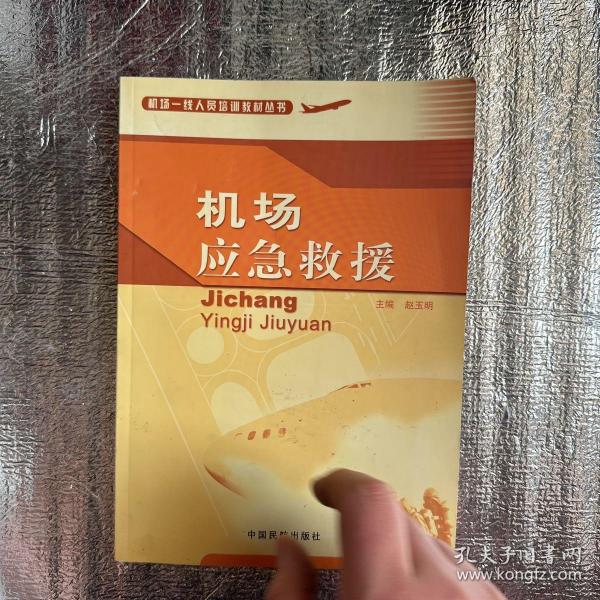 机场一线人员培训教材丛书
机场
应急救援
Jichang
Yingji Jiuyuan
主编 赵玉明
中国民航出版社
孔夫子旧书网
www.kongfz.com